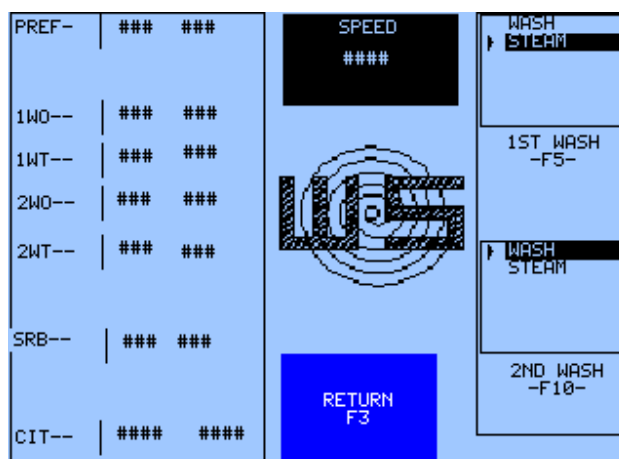 PREF- ### ###
1WO-- ### ###
1WT-- ### ###
2WO-- ### ###
2WT-- ### ###
SRB-- ### ###
CIT-- #### ####
SPEED
####
WS
RETURN
F3
WASH
STEAM
1ST WASH
-F5-
WASH
STEAM
2ND WASH
-F10-